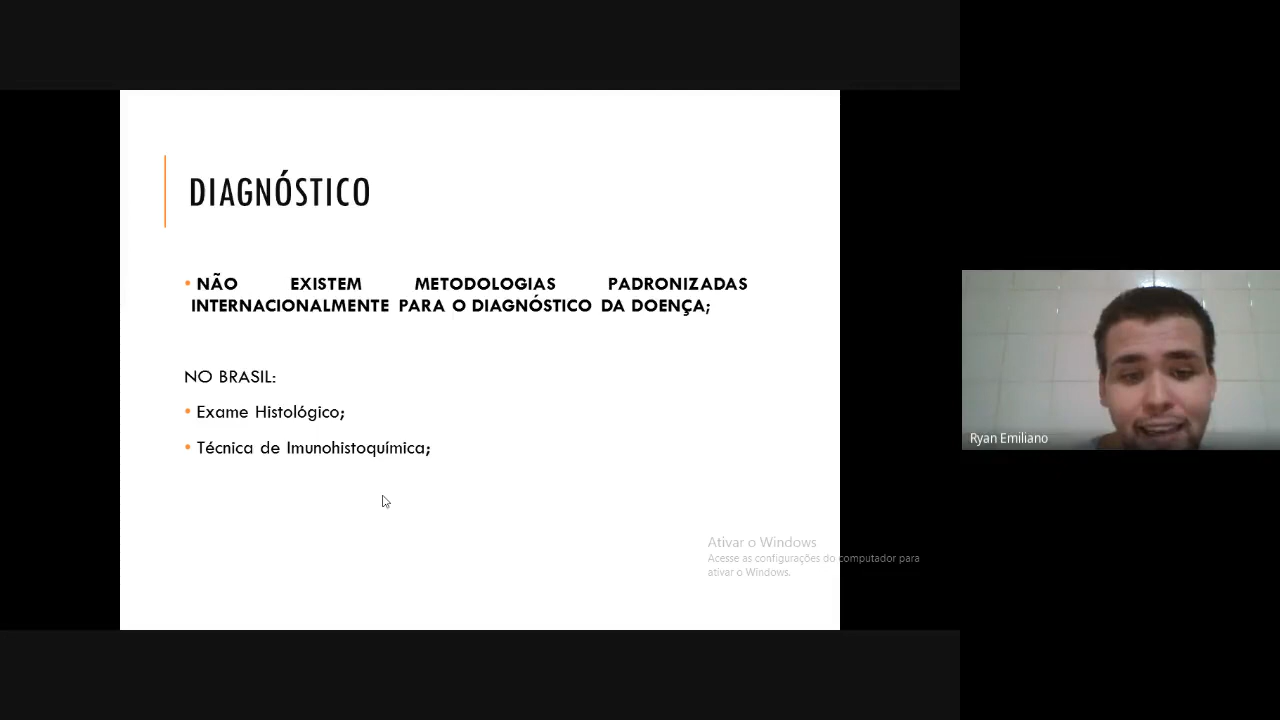 DIAGNÓSTICO
• NÃO EXISTEM METODOLOGIAS PADRONIZADAS
INTERNACIONALMENTE PARA O DIAGNÓSTICO DA DOENÇA;
NO BRASIL:
• Exame Histológico;
• Técnica de Imunohistoquímica;
Ativar o Windows
Acesse as configurações do computador para
ativar o Windows.
Ryan Emiliano